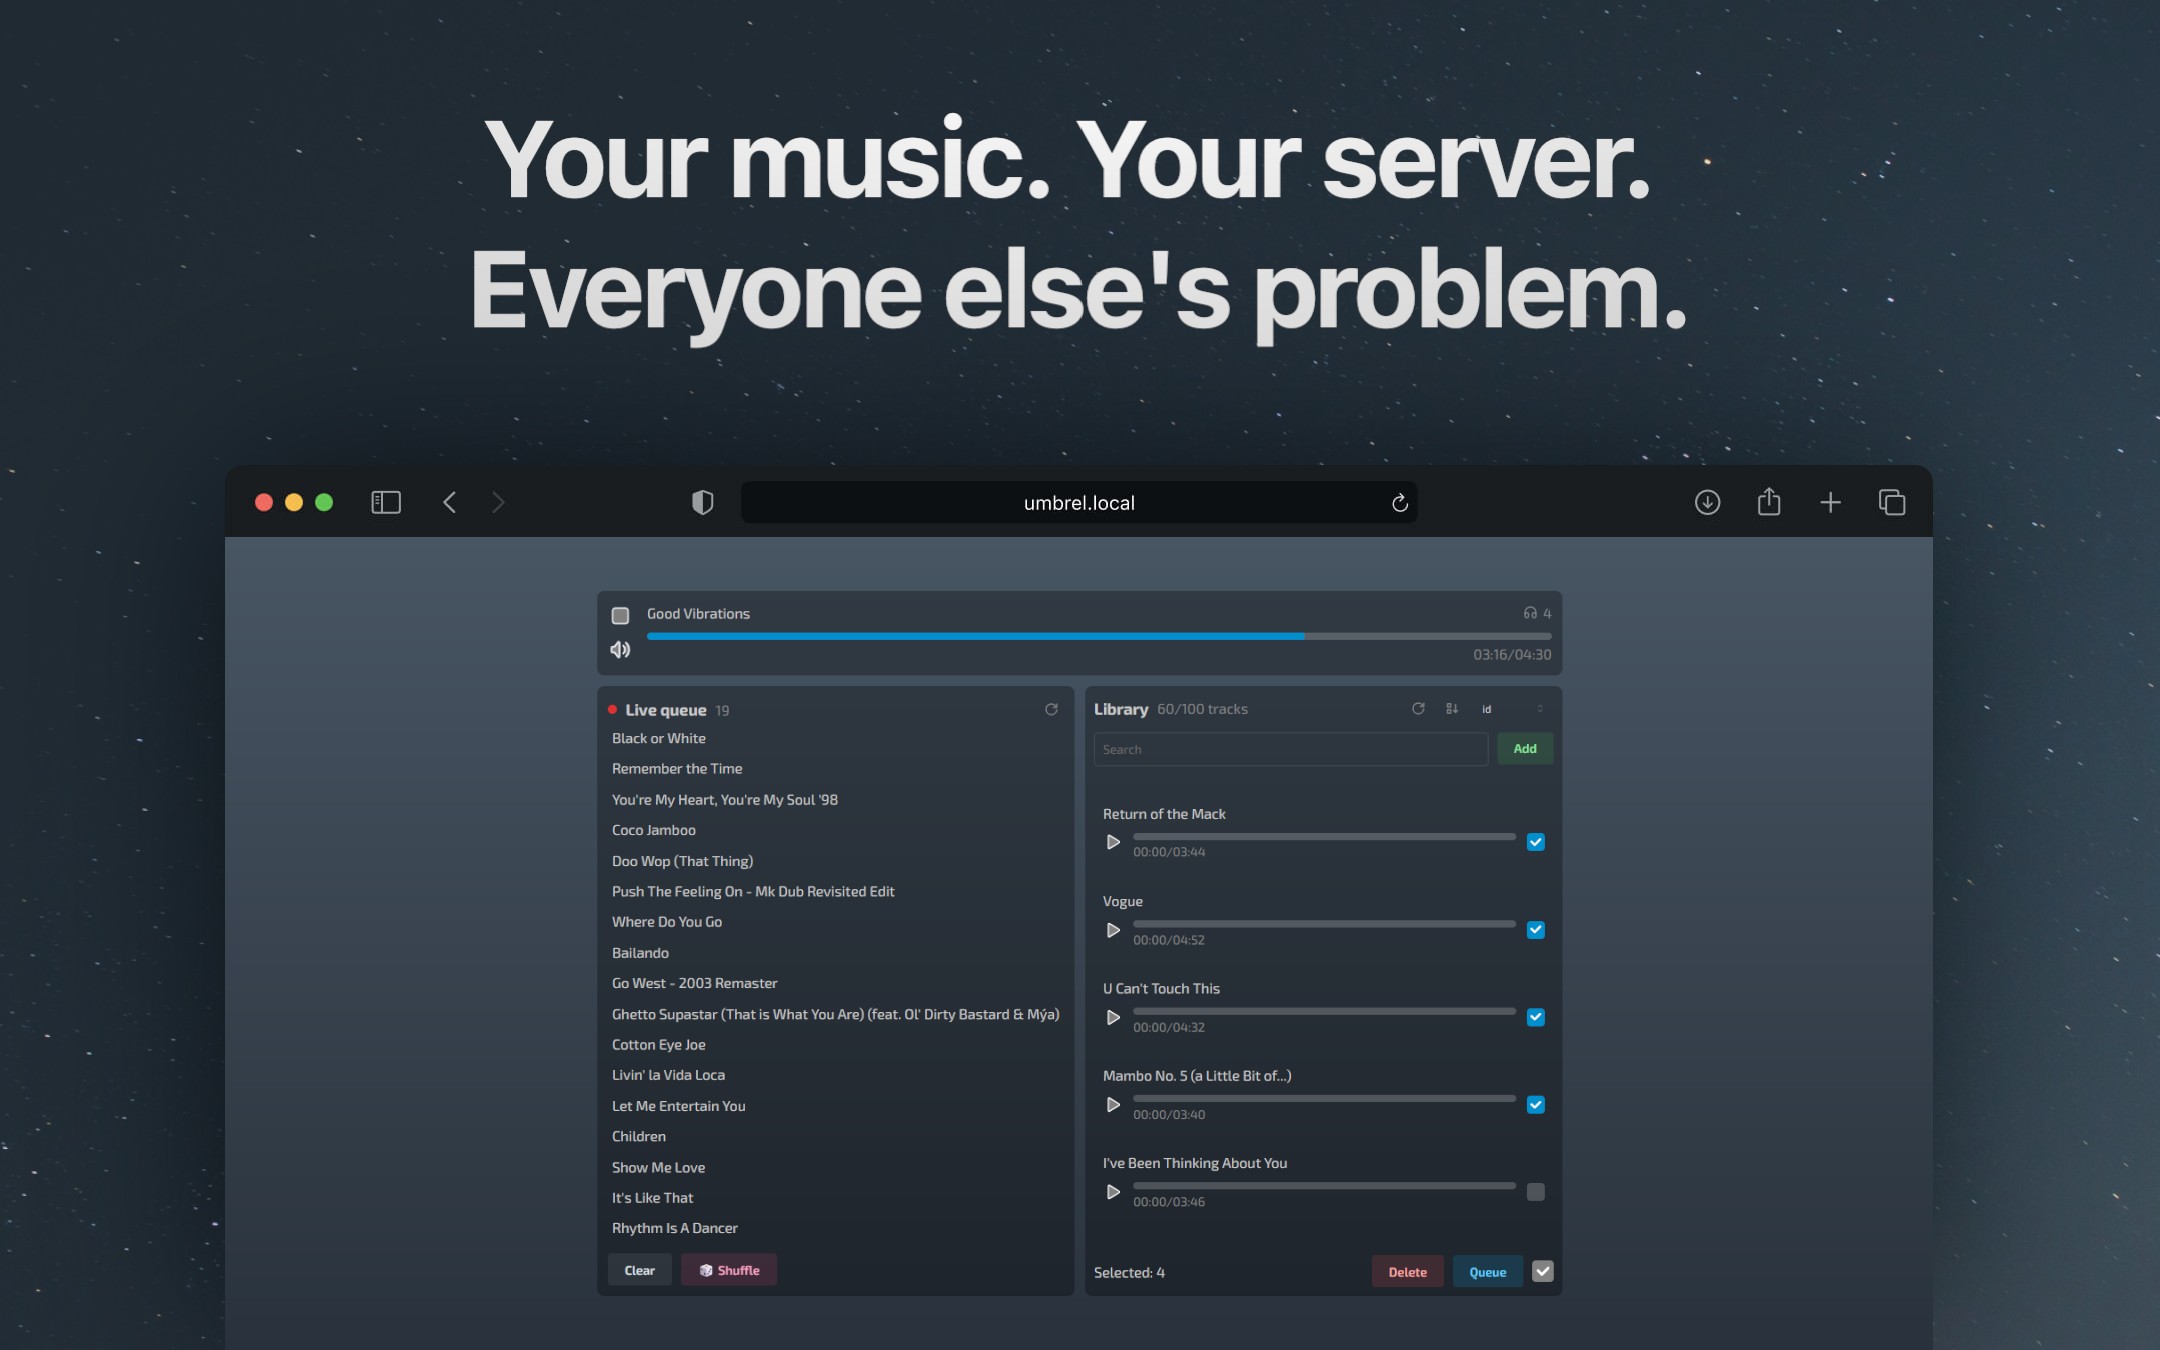 Your music. Your server.
Everyone else's problem.
umbrel.local
Good Vibrations
4
03:16/04:30
Live queue 19
Black or White
Remember the Time
You're My Heart, You're My Soul '98
Coco Jamboo
Doo Wop (That Thing)
Push The Feeling On - Mk Dub Revisited Edit
Where Do You Go
Bailando
Go West - 2003 Remaster
Ghetto Supastar (That is What You Are) (feat. Ol' Dirty Bastard & Mýa)
Cotton Eye Joe
Livin' la Vida Loca
Let Me Entertain You
Children
Show Me Love
It's Like That
Rhythm Is A Dancer
Clear
Shuffle
Library 60/100 tracks
id
Search
Add
Return of the Mack
00:00/03:44
Vogue
00:00/04:52
U Can't Touch This
00:00/04:32
Mambo No. 5 (a Little Bit of...)
00:00/03:40
I've Been Thinking About You
00:00/03:46
Selected: 4
Delete
Queue